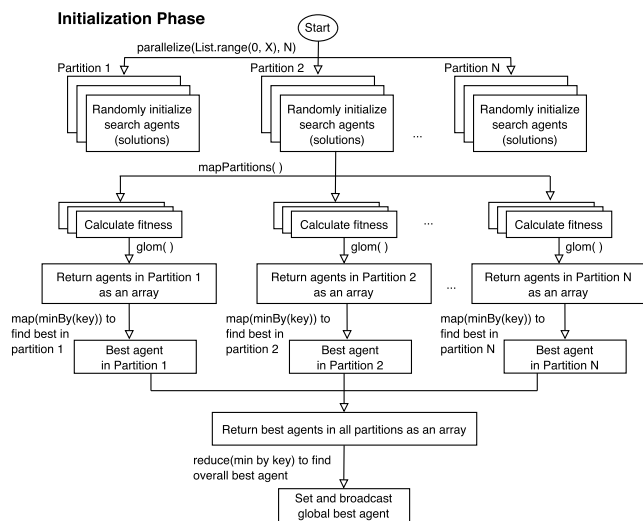 Initialization Phase
Start
parallelize(List.range(0, X), N)
Partition 1
Partition 2
Partition N
Randomly initialize
search agents
(solutions)
Randomly initialize
search agents
(solutions)
...
Randomly initialize
search agents
(solutions)
mapPartitions( )
Calculate fitness
Calculate fitness
...
Calculate fitness
glom( )
glom( )
glom( )
Return agents in Partition 1
as an array
Return agents in Partition 2
as an array
...
Return agents in Partition N
as an array
map(minBy(key)) to
find best in
partition 1
map(minBy(key)) to
find best in
partition 2
map(minBy(key)) to
find best in
partition N
Best agent
in Partition 1
Best agent
in Partition 2
Best agent
in Partition N
Return best agents in all partitions as an array
reduce(min by key) to find
overall best agent
Set and broadcast
global best agent